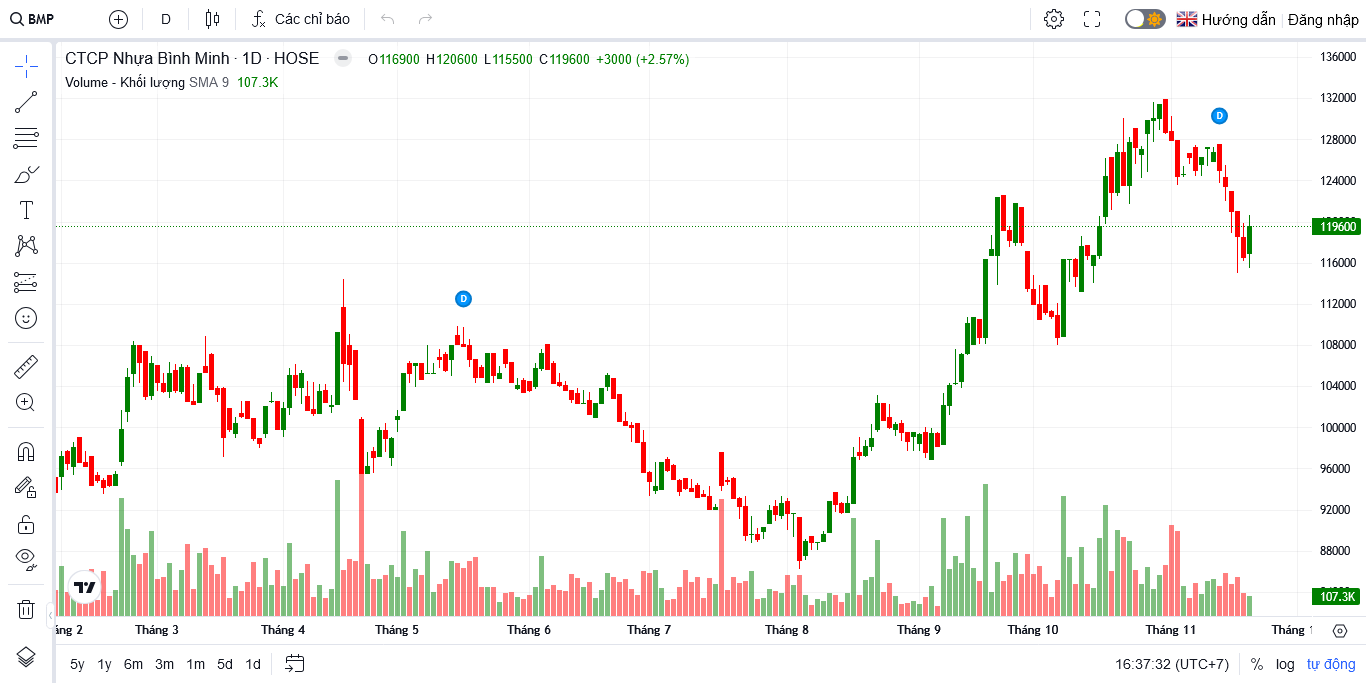 BMP D Các chỉ báo Hướng dẫn Đăng nhập
CTCP Nhựa Bình Minh · 1D · HOSE O116900 H120600 L115500 C119600 +3000 (+2.57%)
Volume - Khối lượng SMA 9 107.3K
136000
132000
D
128000
124000
119600
116000
D
112000
108000
104000
100000
96000
92000
88000
107.3K
Tháng 3 Tháng 4 Tháng 5 Tháng 6 Tháng 7 Tháng 8 Tháng 9 Tháng 10 Tháng 11 Tháng
5y 1y 6m 3m 1m 5d 1d 16:37:32 (UTC+7) % log tự động